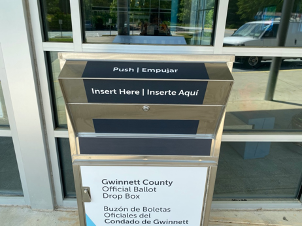 Push | Empujar
Insert Here | Inserte Aquí
Gwinnett County
Official Ballot
Drop Box
Buzón de Boletas
Oficiales del
Condado de Gwinnett